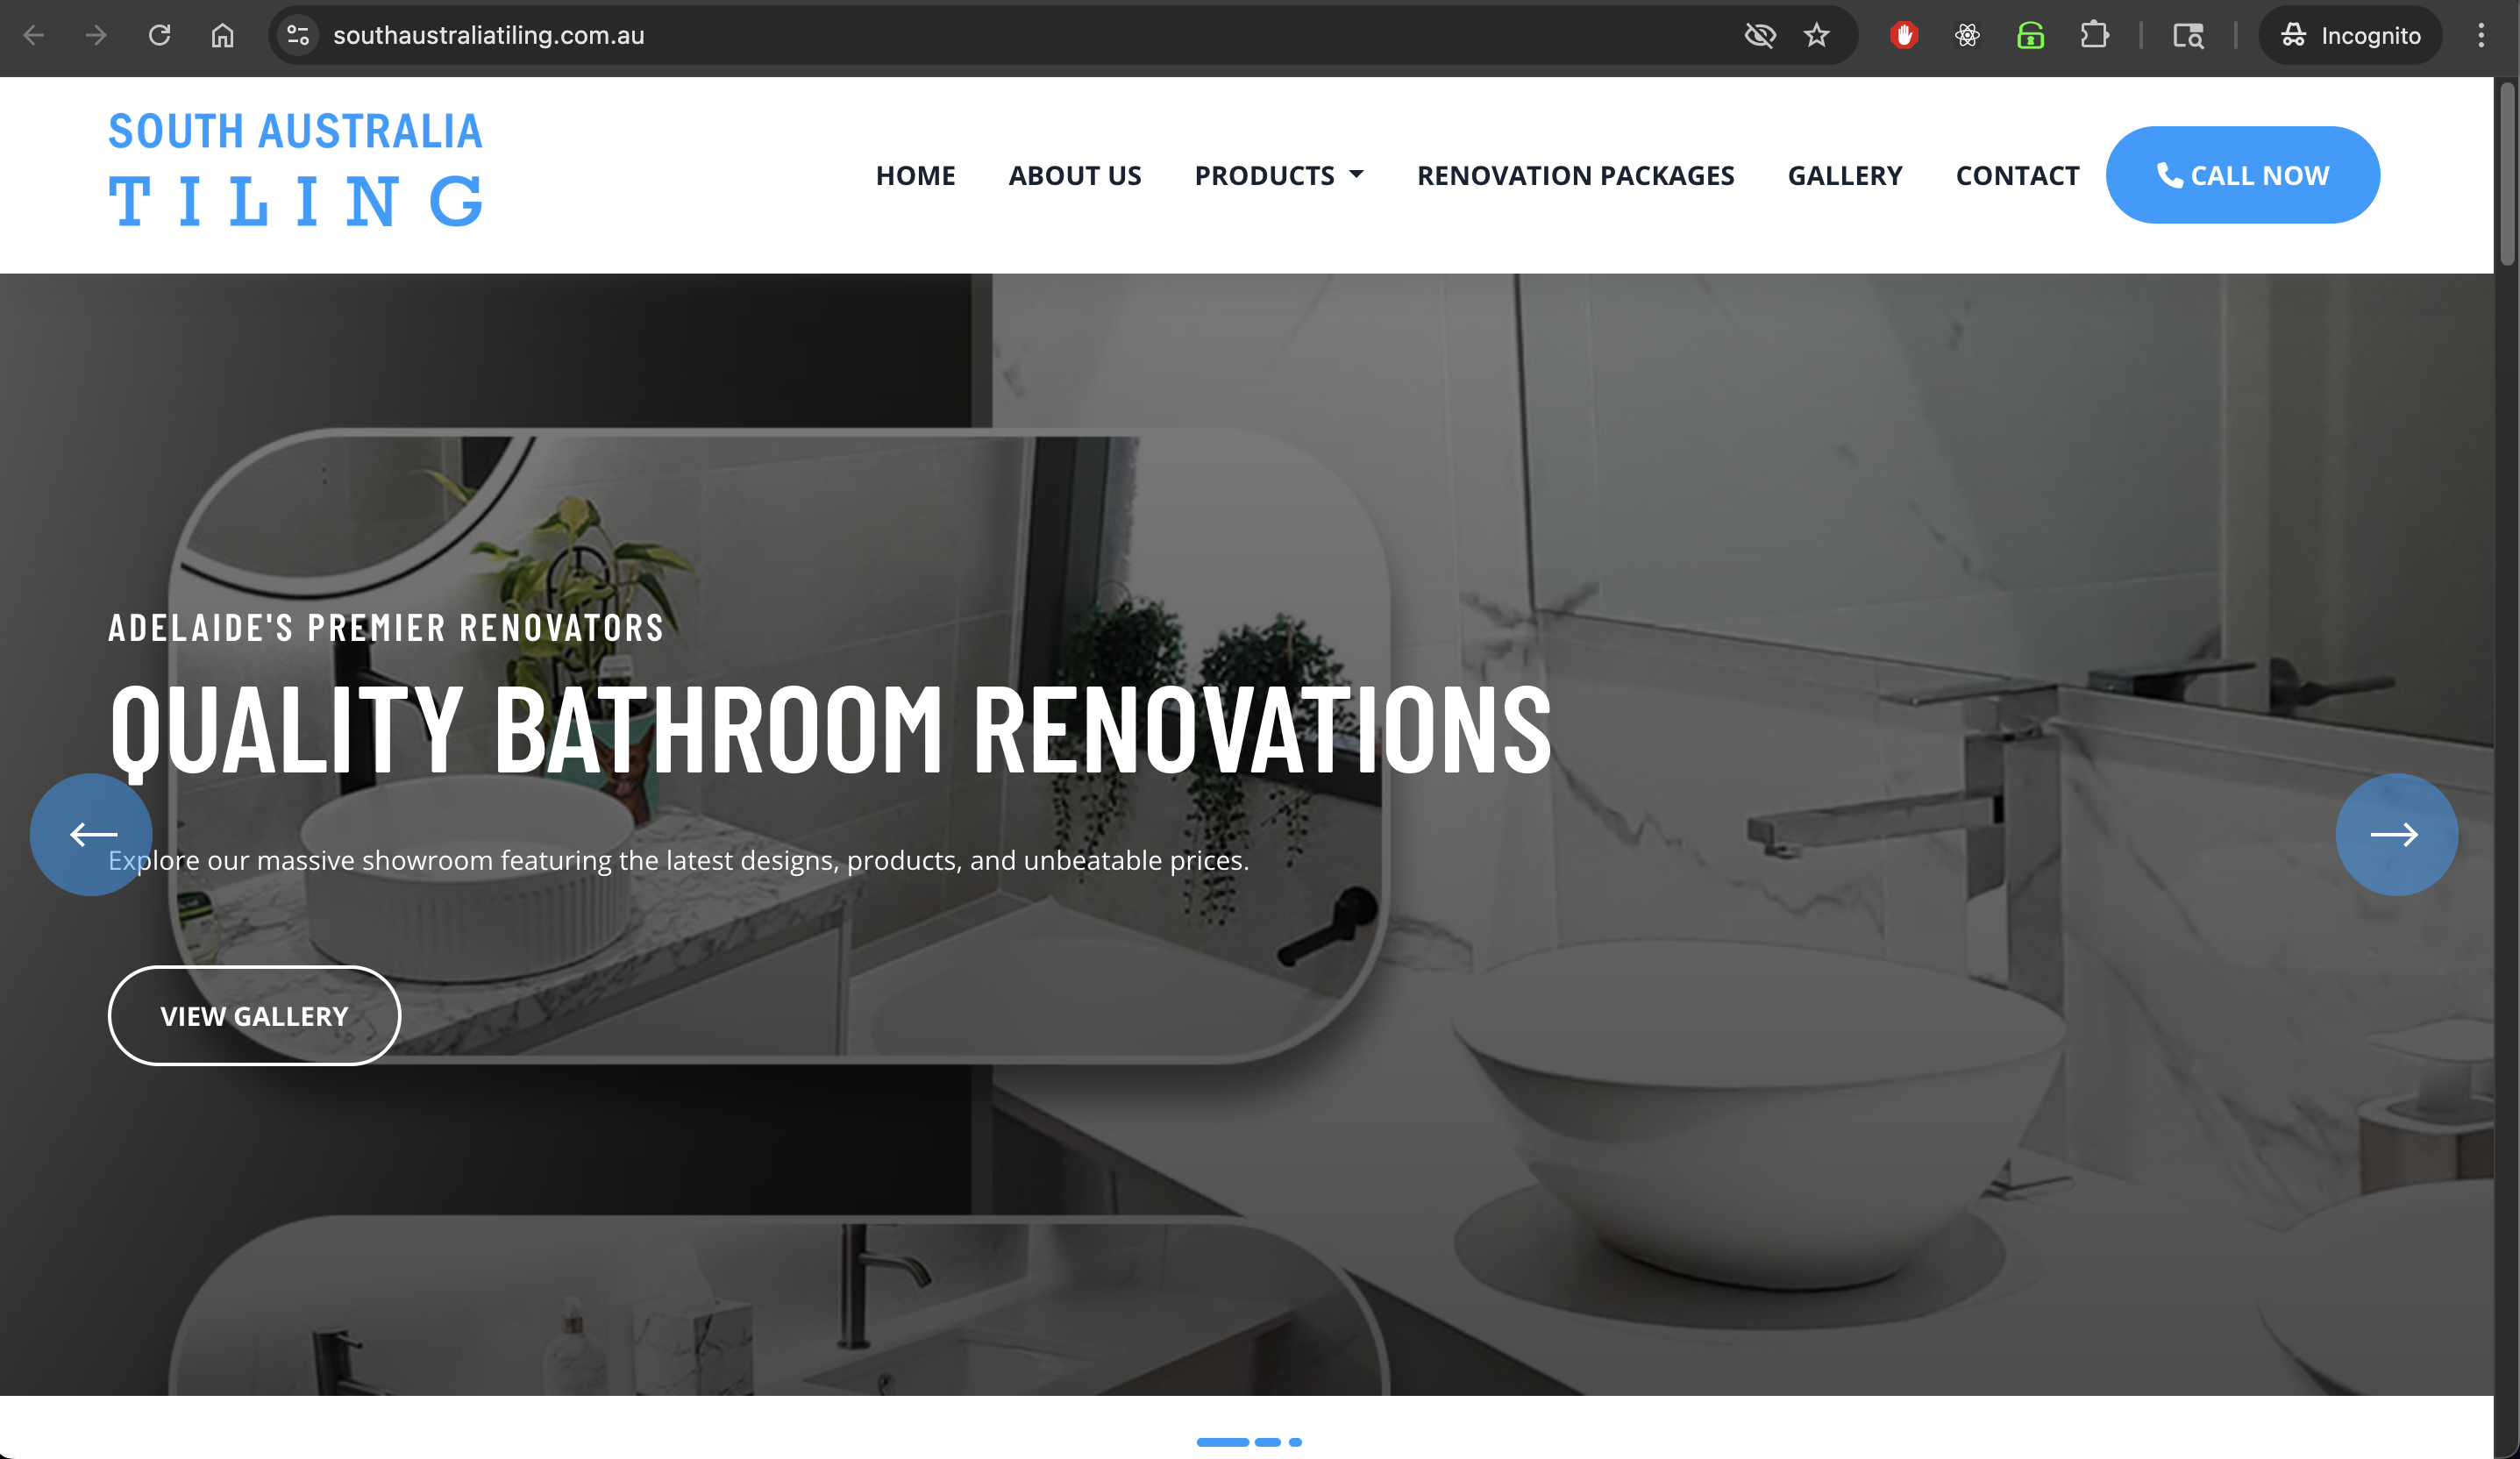 southaustraliatiling.com.au
Incognito
SOUTH AUSTRALIA
TILING
HOME
ABOUT US
PRODUCTS
RENOVATION PACKAGES
GALLERY
CONTACT
CALL NOW
ADELAIDE'S PREMIER RENOVATORS
QUALITY BATHROOM RENOVATIONS
Explore our massive showroom featuring the latest designs, products, and unbeatable prices.
VIEW GALLERY